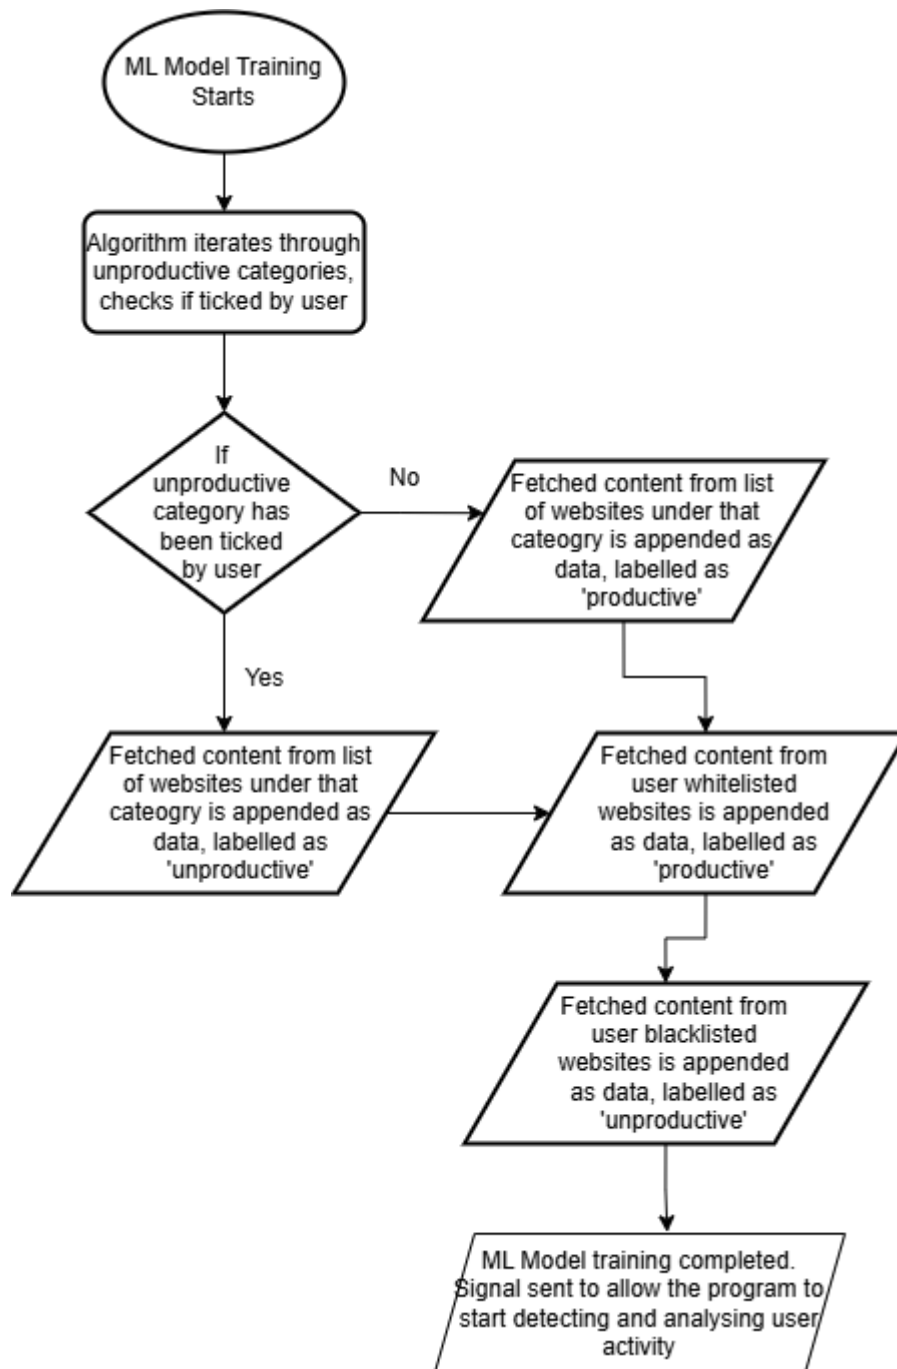 ML Model Training
Starts
Algorithm iterates through
unproductive categories,
checks if ticked by user
If
unproductive
category has
been ticked
by user
No
Fetched content from list
of websites under that
cateogry is appended as
data, labelled as
'productive'
Yes
Fetched content from list
of websites under that
cateogry is appended as
data, labelled as
'unproductive'
Fetched content from
user whitelisted
websites is appended
as data, labelled as
'productive'
Fetched content from
user blacklisted
websites is appended
as data, labelled as
'unproductive'
ML Model training completed.
Signal sent to allow the program to
start detecting and analysing user
activity